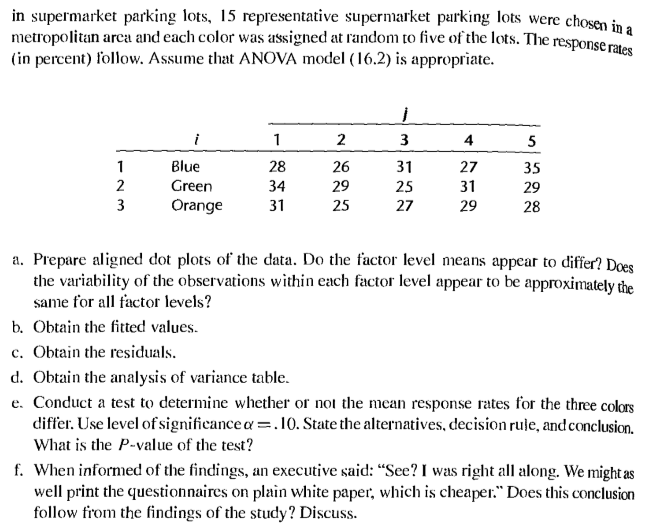 in supermarket parking lots, 15 representative supermarket parking lots were chosen in a
metropolitan area and each color was assigned at random to five of the lots. The response rates
(in percent) follow. Assume that ANOVA model (16.2) is appropriate.
j
i 1 2 3 4 5
1 Blue 28 26 31 27 35
2 Green 34 29 25 31 29
3 Orange 31 25 27 29 28
a. Prepare aligned dot plots of the data. Do the factor level means appear to differ? Does
the variability of the observations within each factor level appear to be approximately the
same for all factor levels?
b. Obtain the fitted values.
c. Obtain the residuals.
d. Obtain the analysis of variance table.
e. Conduct a test to determine whether or not the mean response rates for the three colors
differ. Use level of significance α = .10. State the alternatives, decision rule, and conclusion.
What is the P-value of the test?
f. When informed of the findings, an executive said: “See? I was right all along. We might as
well print the questionnaires on plain white paper, which is cheaper.” Does this conclusion
follow from the findings of the study? Discuss.